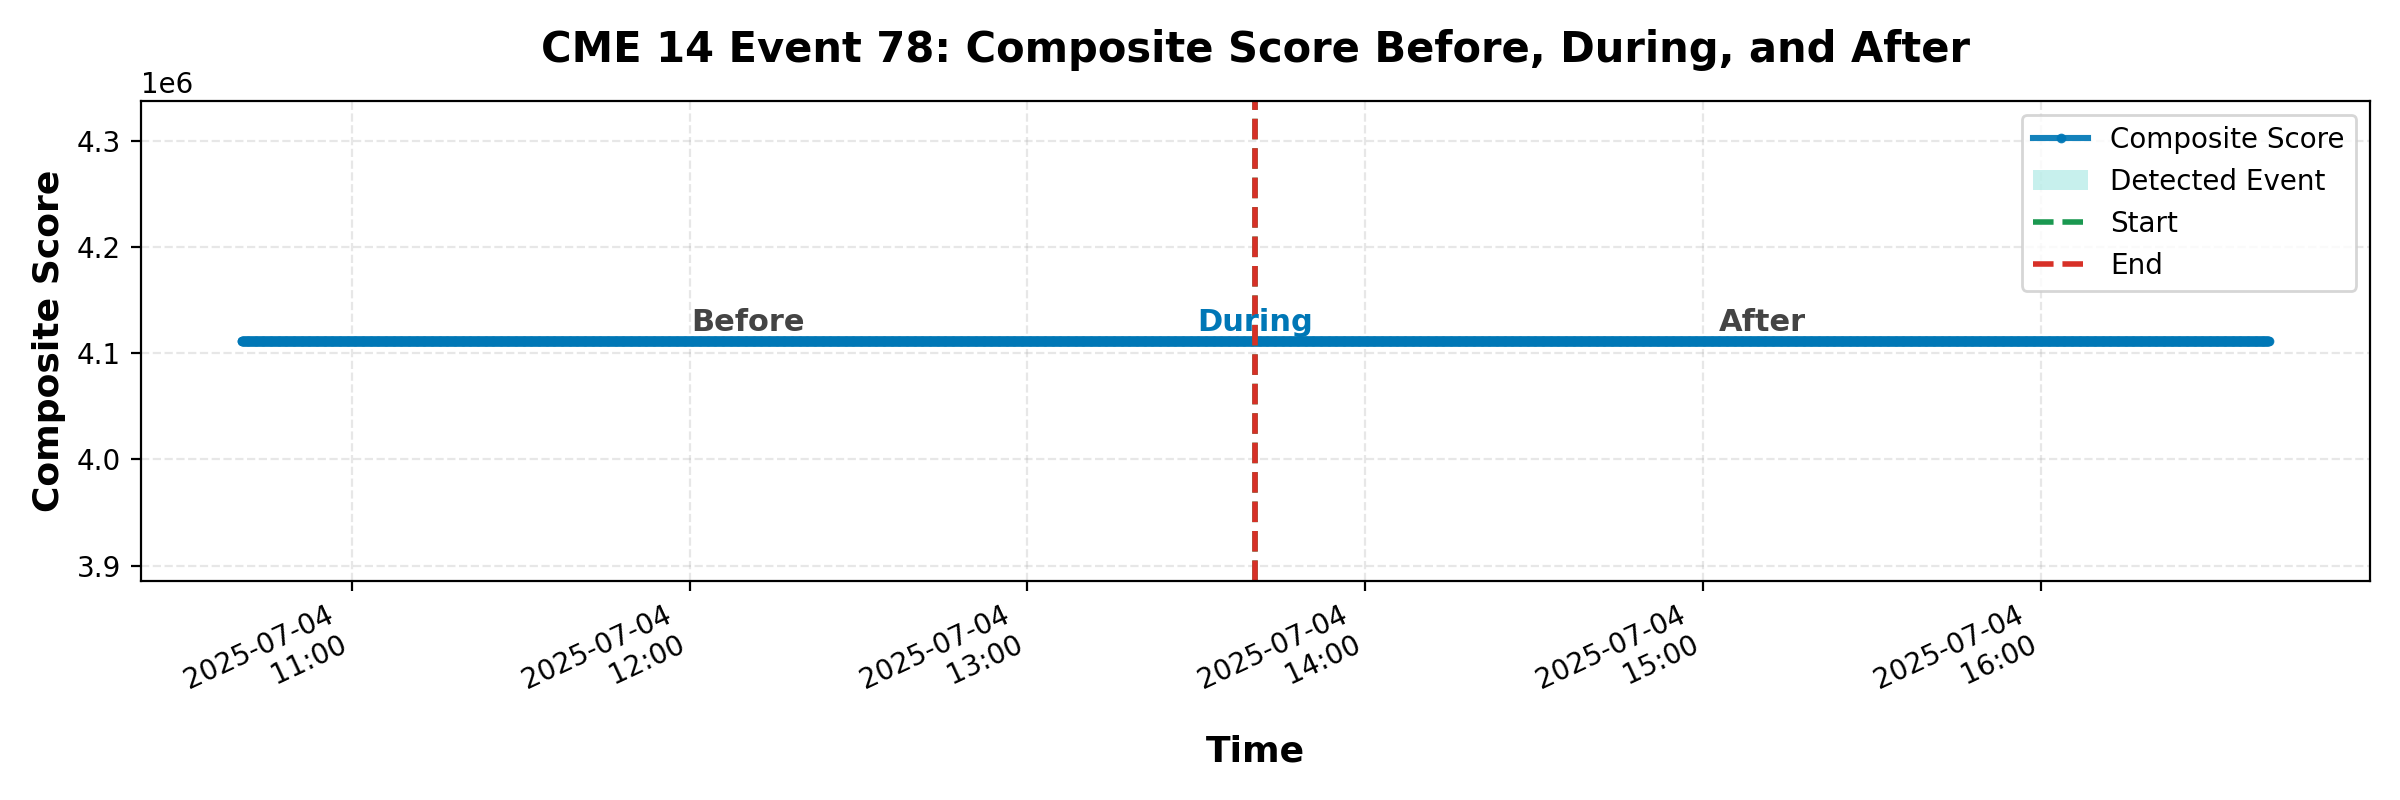 CME 14 Event 78: Composite Score Before, During, and After
1e6
4.3
4.2
4.1
4.0
3.9
Composite Score
Before
During
After
Composite Score
Detected Event
Start
End
2025-07-04
11:00
2025-07-04
12:00
2025-07-04
13:00
2025-07-04
14:00
2025-07-04
15:00
2025-07-04
16:00
Time